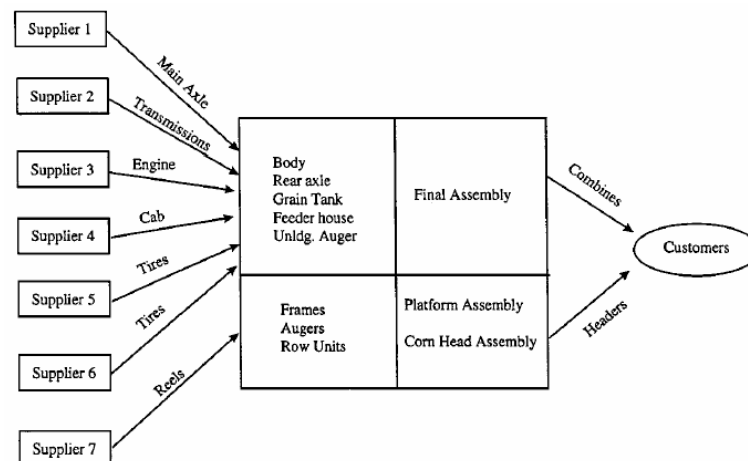 Supplier 1
Main Axle
Supplier 2
Transmissions
Supplier 3
Engine
Supplier 4
Cab
Supplier 5
Tires
Supplier 6
Tires
Supplier 7
Reels
Body
Rear axle
Grain Tank
Feeder house
Unldg. Auger
Final Assembly
Frames
Augers
Row Units
Platform Assembly
Corn Head Assembly
Combines
Headers
Customers